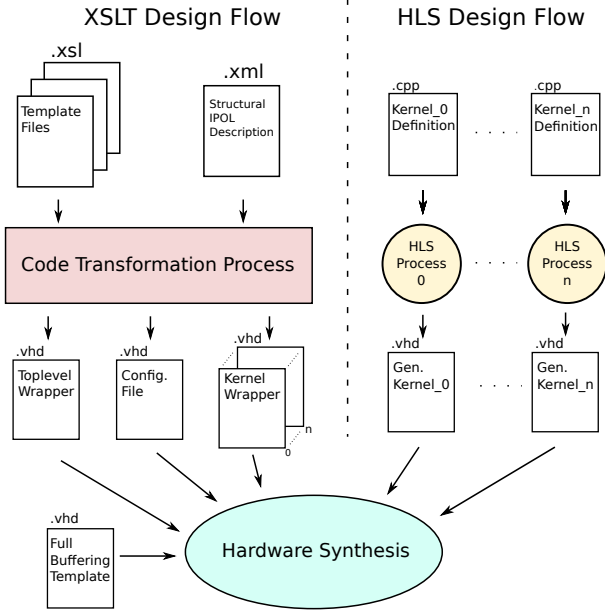 XSLT Design Flow
HLS Design Flow
.xsl
Template
Files
.xml
Structural
IPOL
Description
.cpp
Kernel_0
Definition
.cpp
Kernel_n
Definition
Code Transformation Process
HLS
Process
0
HLS
Process
n
.vhd
Toplevel
Wrapper
.vhd
Config.
File
.vhd
Kernel
Wrapper
n
0
.vhd
Gen.
Kernel_0
.vhd
Gen.
Kernel_n
.vhd
Full
Buffering
Template
Hardware Synthesis